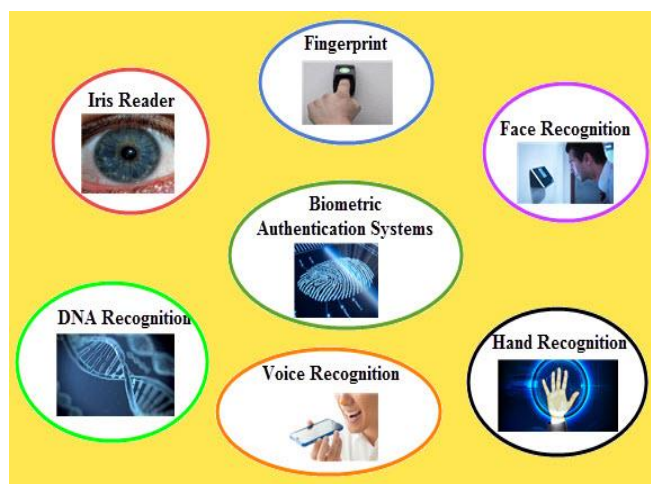 Fingerprint
Iris Reader
Face Recognition
Biometric
Authentication Systems
DNA Recognition
Hand Recognition
Voice Recognition